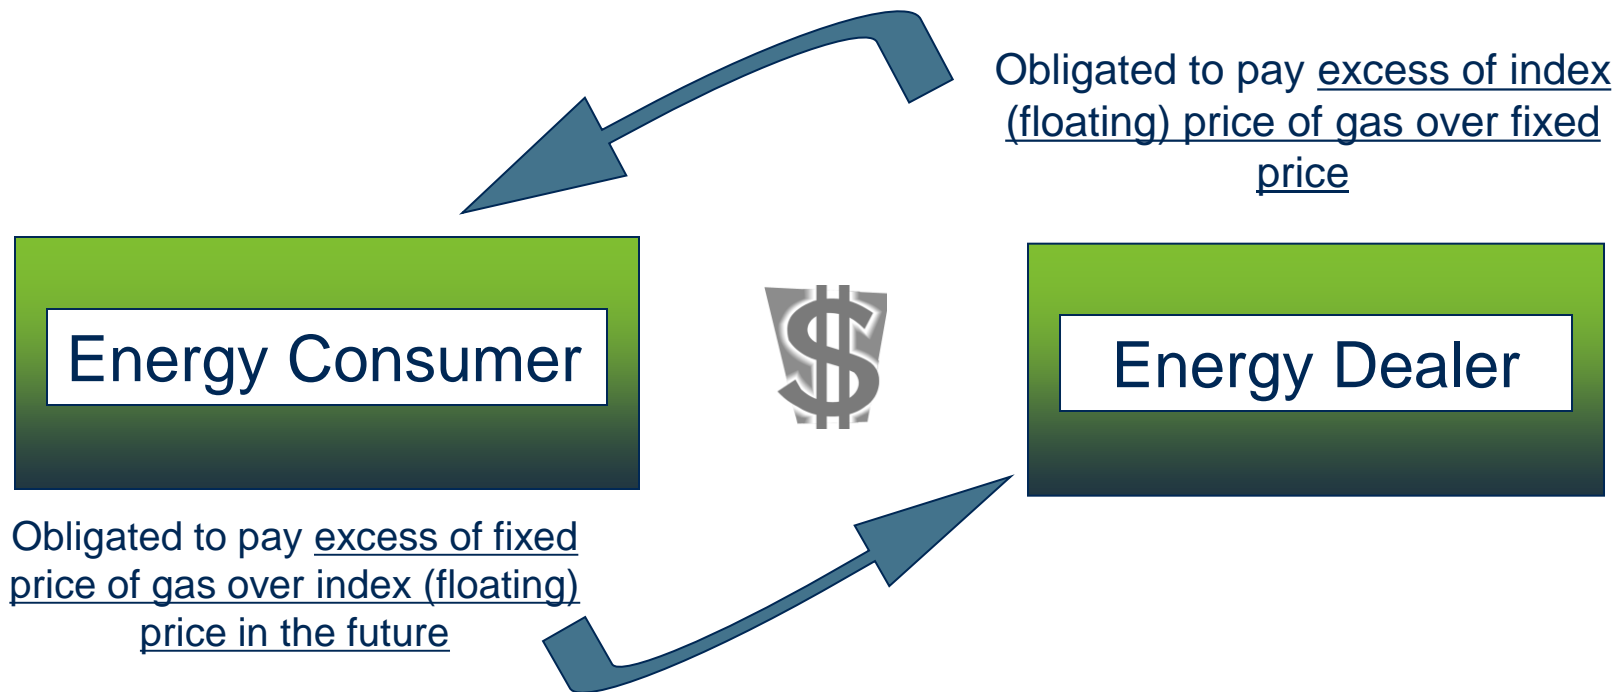 Obligated to pay excess of index
(floating) price of gas over fixed
price
Energy Consumer
$
Energy Dealer
Obligated to pay excess of fixed
price of gas over index (floating)
price in the future